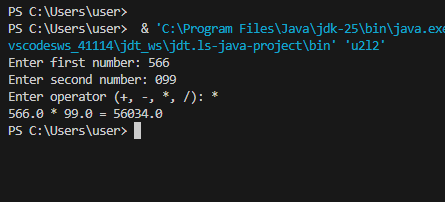 PS C:\Users\user>
PS C:\Users\user>  & 'C:\Program Files\Java\jdk-25\bin\java.exe
vscodesws_41114\jdt_ws\jdt.ls-java-project\bin' 'u2l2'
Enter first number: 566
Enter second number: 099
Enter operator (+, -, *, /): *
566.0 * 99.0 = 56034.0
PS C:\Users\user>